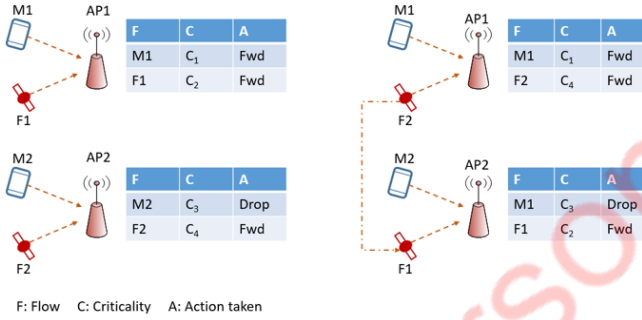 M1 AP1
F C A
M1 C1 Fwd
F1 C2 Fwd
F1
M2 AP2
F C A
M2 C3 Drop
F2 C4 Fwd
F2
F: Flow C: Criticality A: Action taken
M1 AP1
F C A
M1 C1 Fwd
F2 C4 Fwd
F2
M2 AP2
F C A
M1 C3 Drop
F1 C2 Fwd
F1